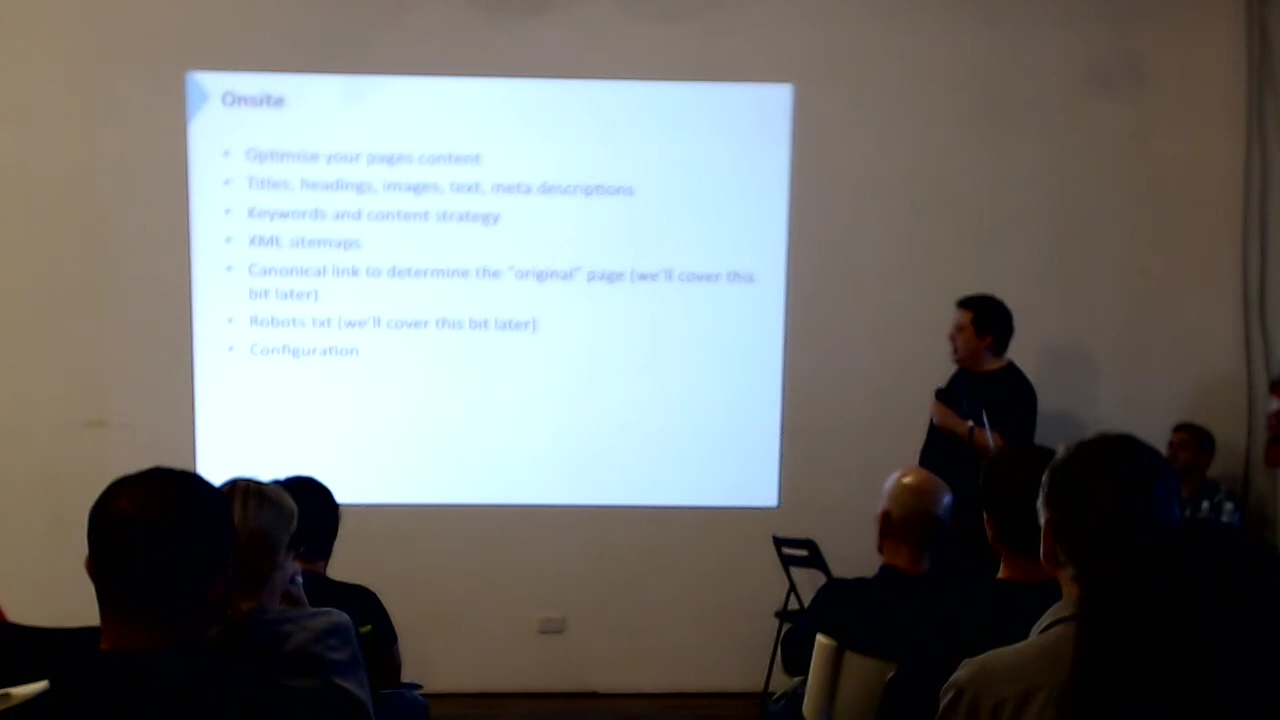 Onsite
• Optimise your pages content
• Titles, headings, images, text, meta descriptions
• Keywords and content strategy
• XML sitemaps
• Canonical link to determine the "original" page (we'll cover this
bit later)
• Robots txt (we'll cover this bit later)
• Configuration